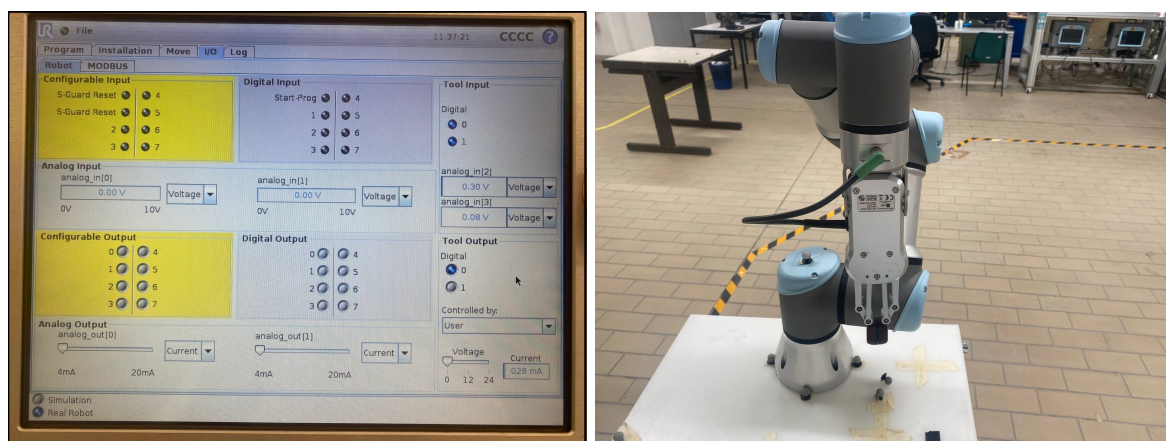 UR File 11:37:21 CCCC ?
Program Installation Move I/O Log
Robot MODBUS
Configurable Input
S-Guard Reset 4
S-Guard Reset 5
2 6
3 7
Digital Input
Start-Prog 4
1 5
2 6
3 7
Tool Input
Digital
0
1
analog_in[2]
0.30 V Voltage
analog_in[3]
0.08 V Voltage
Analog Input
analog_in[0]
0.00 V Voltage
0V 10V
analog_in[1]
0.00 V Voltage
0V 10V
Configurable Output
0 4
1 5
2 6
3 7
Digital Output
0 4
1 5
2 6
3 7
Tool Output
Digital
0
1
Controlled by:
User
Voltage
0 12 24
Current
028 mA
Analog Output
analog_out[0]
Current
4mA 20mA
analog_out[1]
Current
4mA 20mA
Simulation
Real Robot